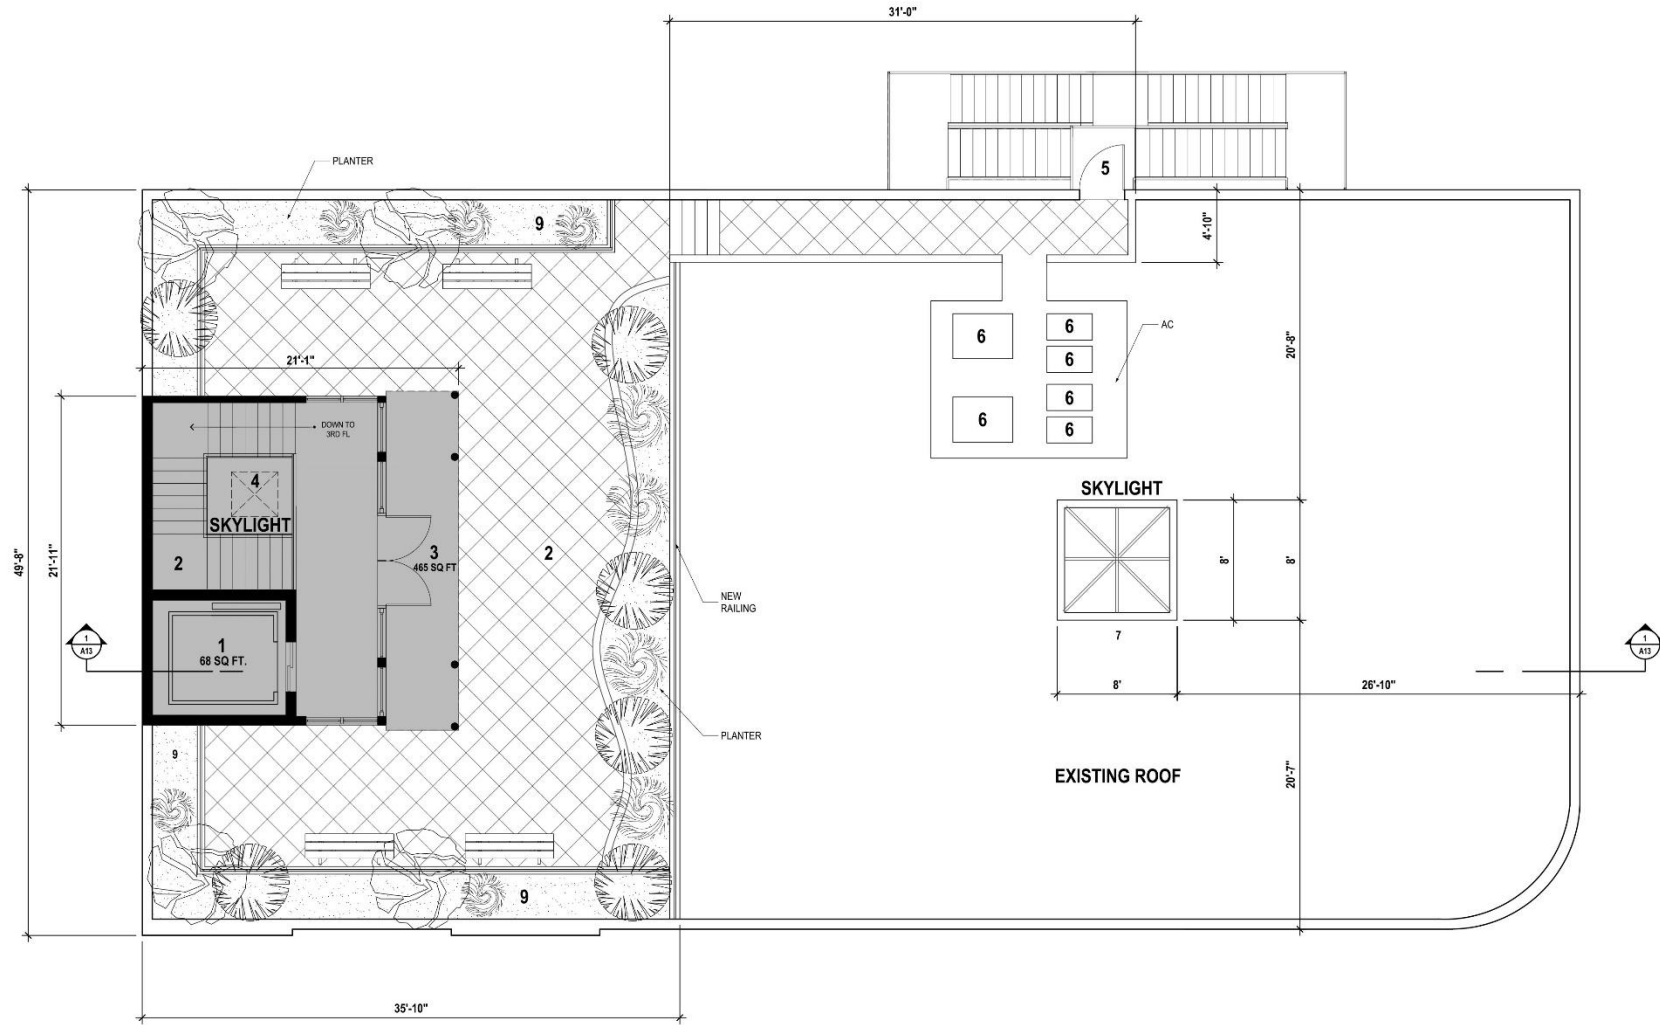 31'-0"
PLANTER
5
9
4'-10"
AC
6
6
6
6
6
6
20'-8"
21'-1"
DOWN TO
3RD FL
4
SKYLIGHT
2
3
465 SQ FT
2
49'-8"
21'-11"
SKYLIGHT
8'
8'
7
8'
26'-10"
NEW
RAILING
1
A13
1
68 SQ FT.
1
A13
PLANTER
9
EXISTING ROOF
20'-7"
9
35'-10"